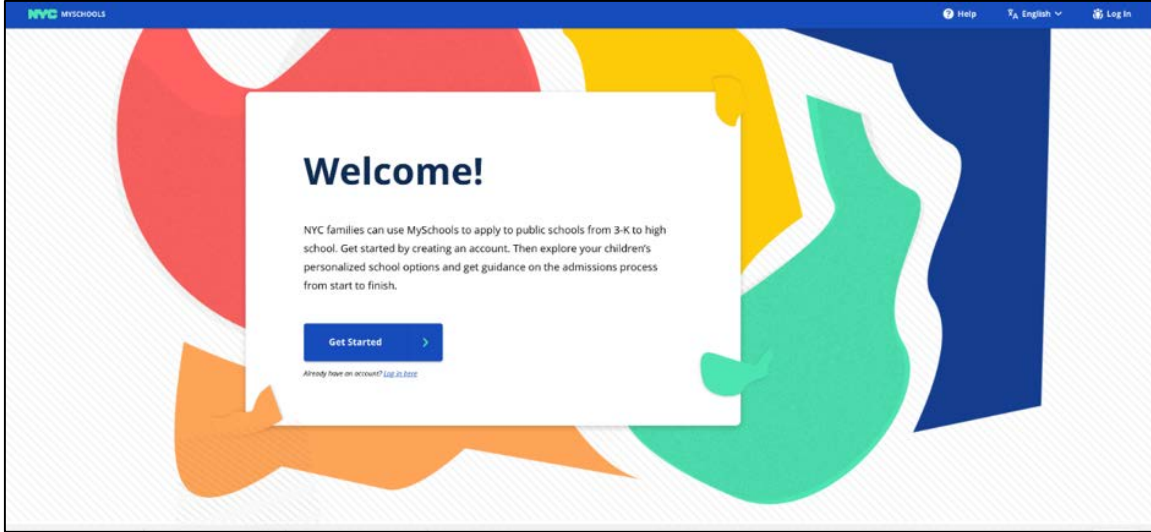 NYC MYSCHOOLS
Help
English
Log In
Welcome!
NYC families can use MySchools to apply to public schools from 3-K to high
school. Get started by creating an account. Then explore your children's
personalized school options and get guidance on the admissions process
from start to finish.
Get Started
Already have an account? Log in here